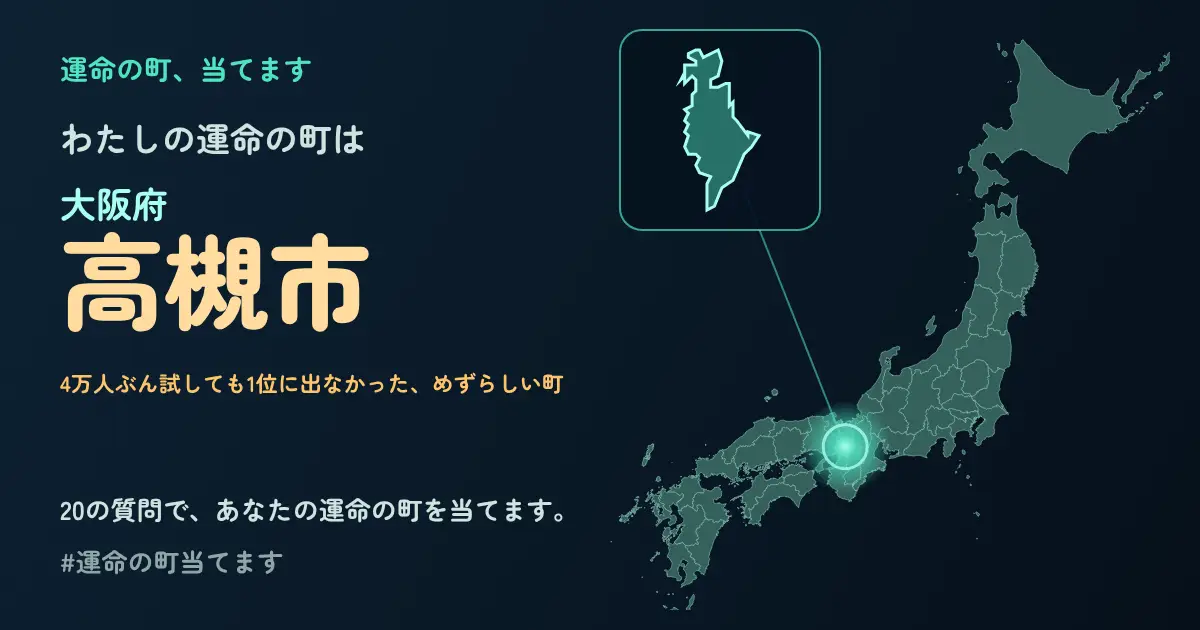 運命の町、当てます
わたしの運命の町は
大阪府
高槻市
4万人ぶん試しても1位に出なかった、めずらしい町
20の質問で、あなたの運命の町を当てます。
#運命の町当てます